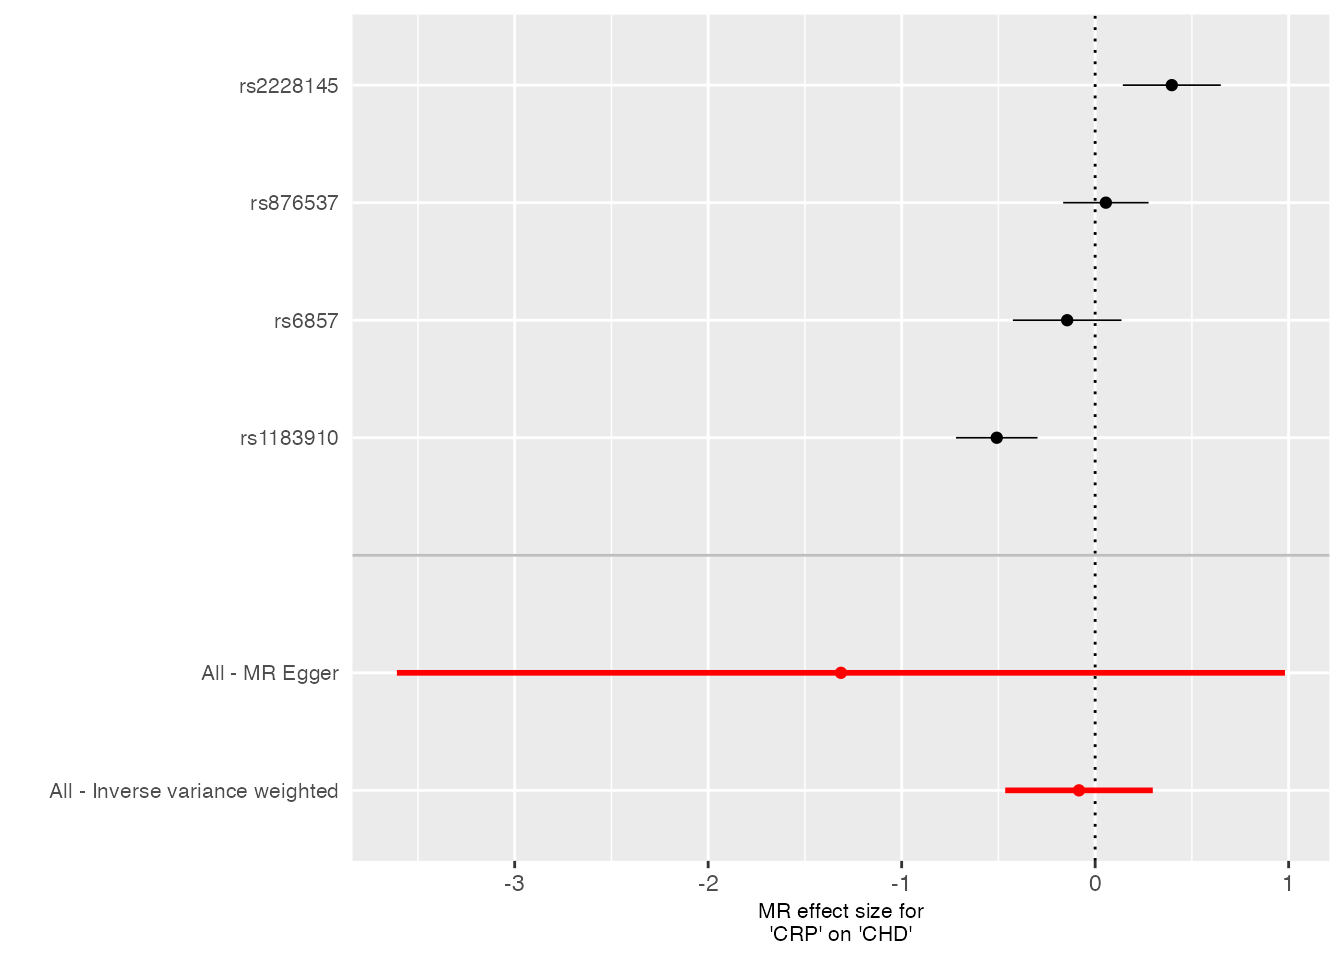 rs2228145
rs876537
rs6857
rs1183910
All - MR Egger
All - Inverse variance weighted
-3 -2 -1 0 1
MR effect size for
'CRP' on 'CHD'